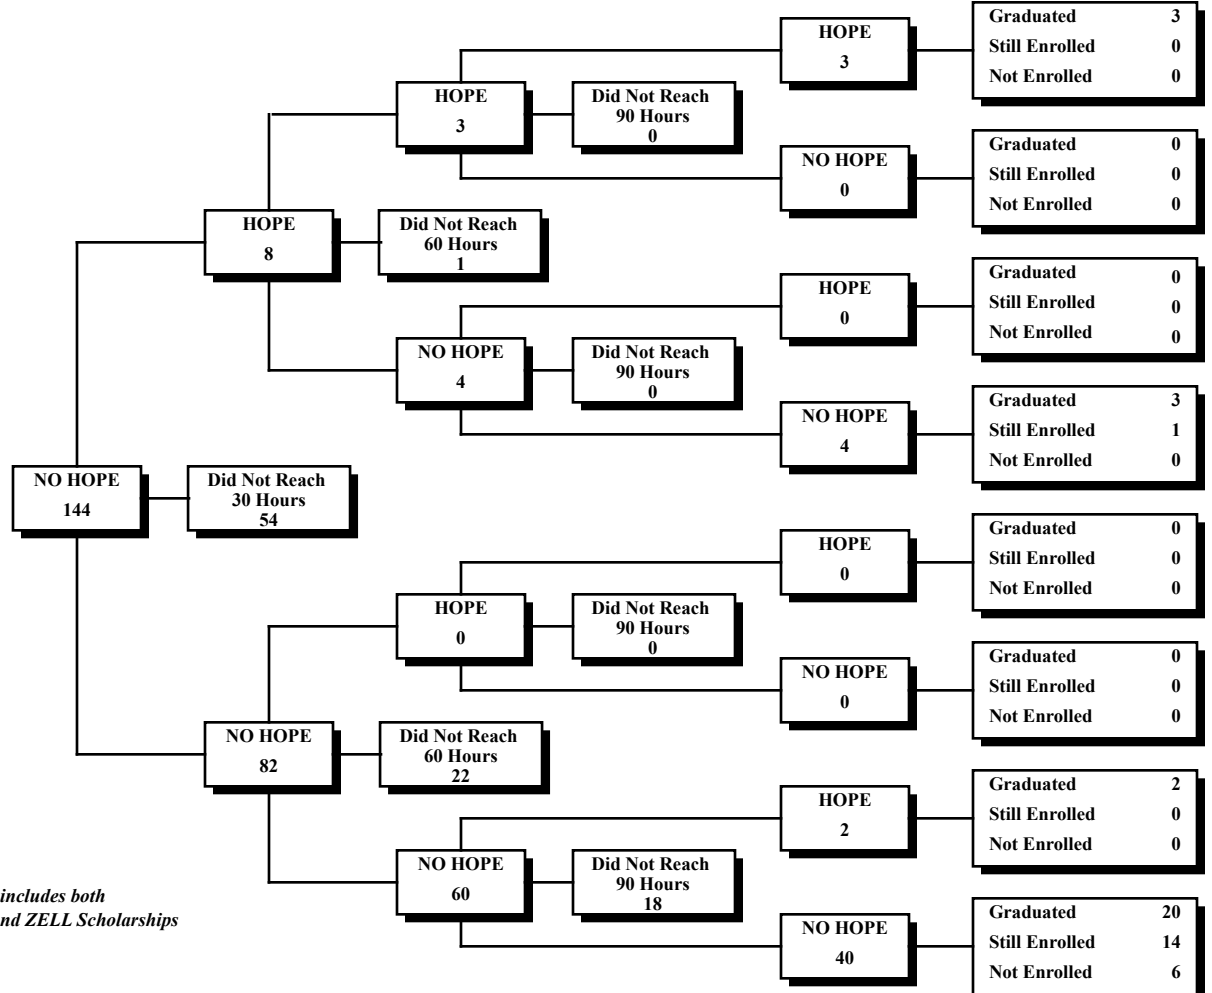 Graduated 3
HOPE
Still Enrolled 0
3
Not Enrolled 0
HOPE
3
Did Not Reach
90 Hours
0
Graduated 0
NO HOPE
Still Enrolled 0
0
Not Enrolled 0
HOPE
8
Did Not Reach
60 Hours
1
Graduated 0
HOPE
Still Enrolled 0
0
Not Enrolled 0
NO HOPE
4
Did Not Reach
90 Hours
0
Graduated 3
NO HOPE
Still Enrolled 1
4
Not Enrolled 0
NO HOPE
144
Did Not Reach
30 Hours
54
Graduated 0
HOPE
Still Enrolled 0
0
Not Enrolled 0
HOPE
0
Did Not Reach
90 Hours
0
Graduated 0
NO HOPE
Still Enrolled 0
0
Not Enrolled 0
NO HOPE
82
Did Not Reach
60 Hours
22
Graduated 2
HOPE
Still Enrolled 0
2
Not Enrolled 0
NO HOPE
60
Did Not Reach
90 Hours
18
includes both
nd ZELL Scholarships
Graduated 20
NO HOPE
Still Enrolled 14
40
Not Enrolled 6